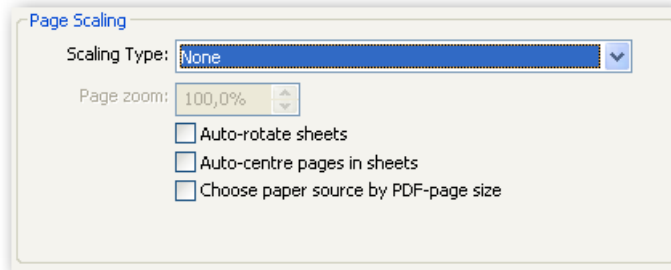 Page Scaling
Scaling Type: None
Page zoom: 100,0%
Auto-rotate sheets
Auto-centre pages in sheets
Choose paper source by PDF-page size